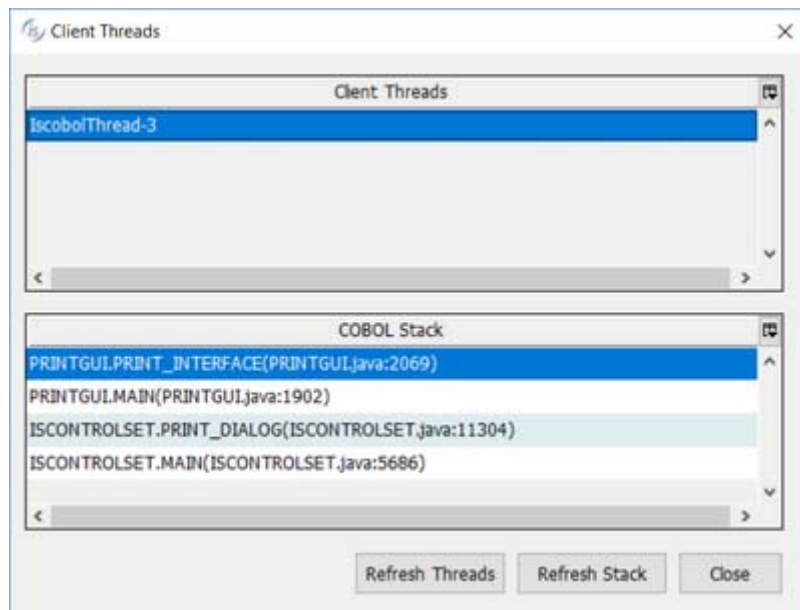 is
Client Threads
Client Threads
IscobolThread-3
COBOL Stack
PRINTGUI.PRINT_INTERFACE(PRINTGUI.java:2069)
PRINTGUI.MAIN(PRINTGUI.java:1902)
ISCONTROLSET.PRINT_DIALOG(ISCONTROLSET.java:11304)
ISCONTROLSET.MAIN(ISCONTROLSET.java:5686)
Refresh Threads Refresh Stack Close